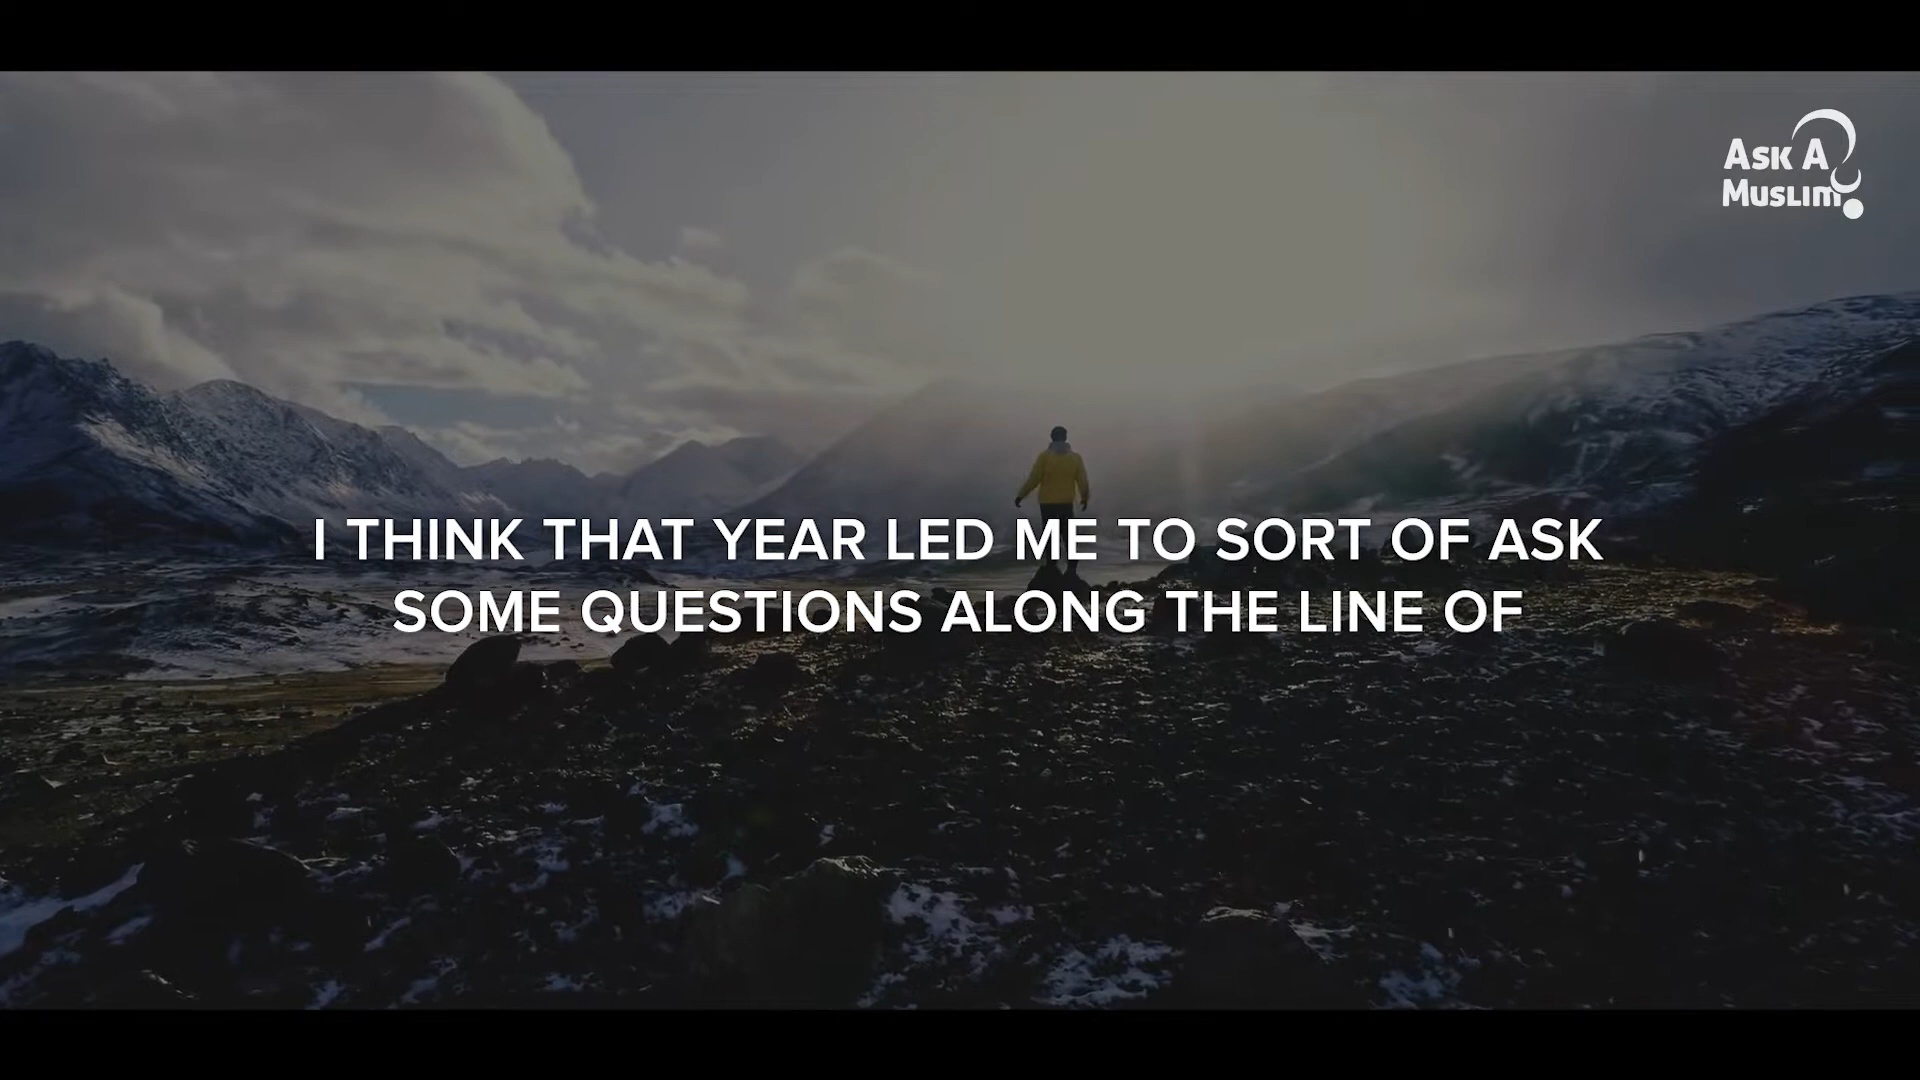 Ask A
Muslim
I THINK THAT YEAR LED ME TO SORT OF ASK
SOME QUESTIONS ALONG THE LINE OF